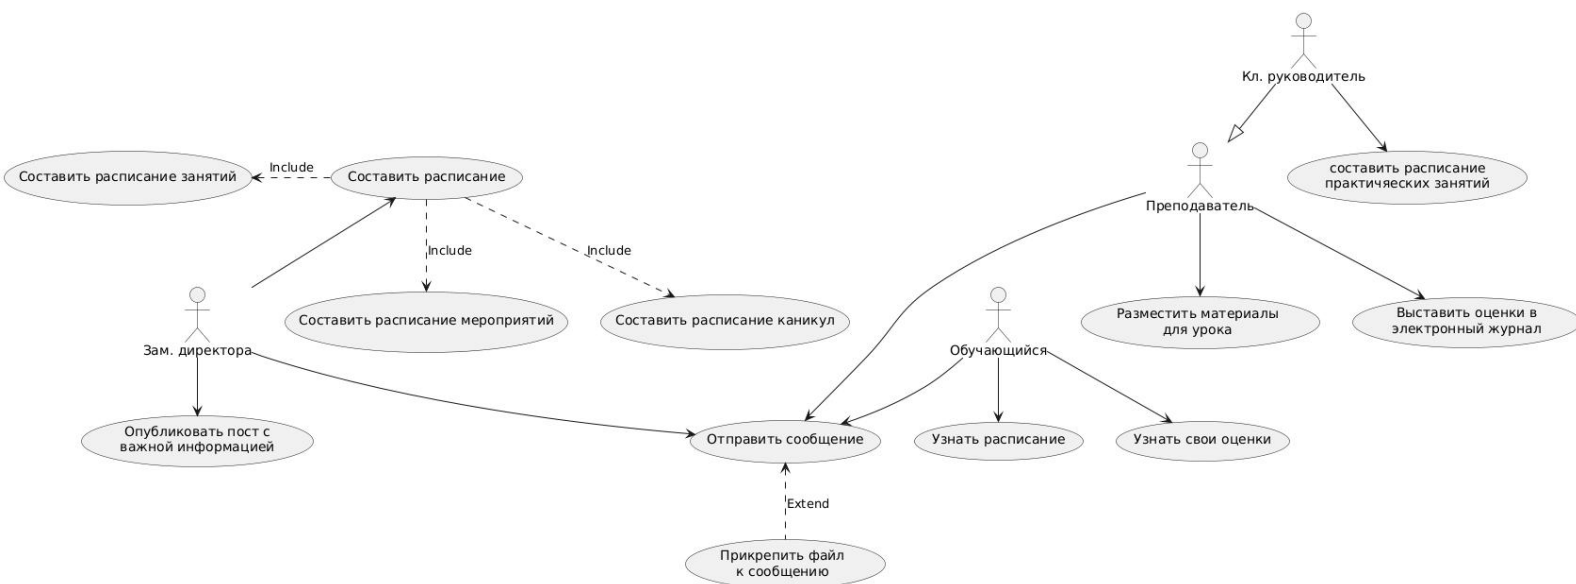 Кл. руководитель
Составить расписание занятий
Include
Составить расписание
составить расписание
практичяеских занятий
Преподаватель
Include
Include
Составить расписание мероприятий
Составить расписание каникул
Разместить материалы
для урока
Выставить оценки в
электронный журнал
Зам. директора
Обучающийся
Опубликовать пост с
важной информацией
Отправить сообщение
Узнать расписание
Узнать свои оценки
Extend
Прикрепить файл
к сообщению